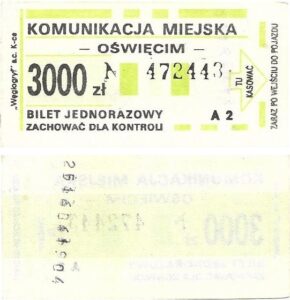 "Węglogryf" s.c. K-ce
KOMUNIKACJA MIEJSKA
– OŚWIĘCIM –
3000 zł
N 472443
BILET JEDNORAZOWY
A 2
ZACHOWAĆ DLA KONTROLI
TU
KASOWAĆ
ZARAZ PO WEJŚCIU DO POJAZDU